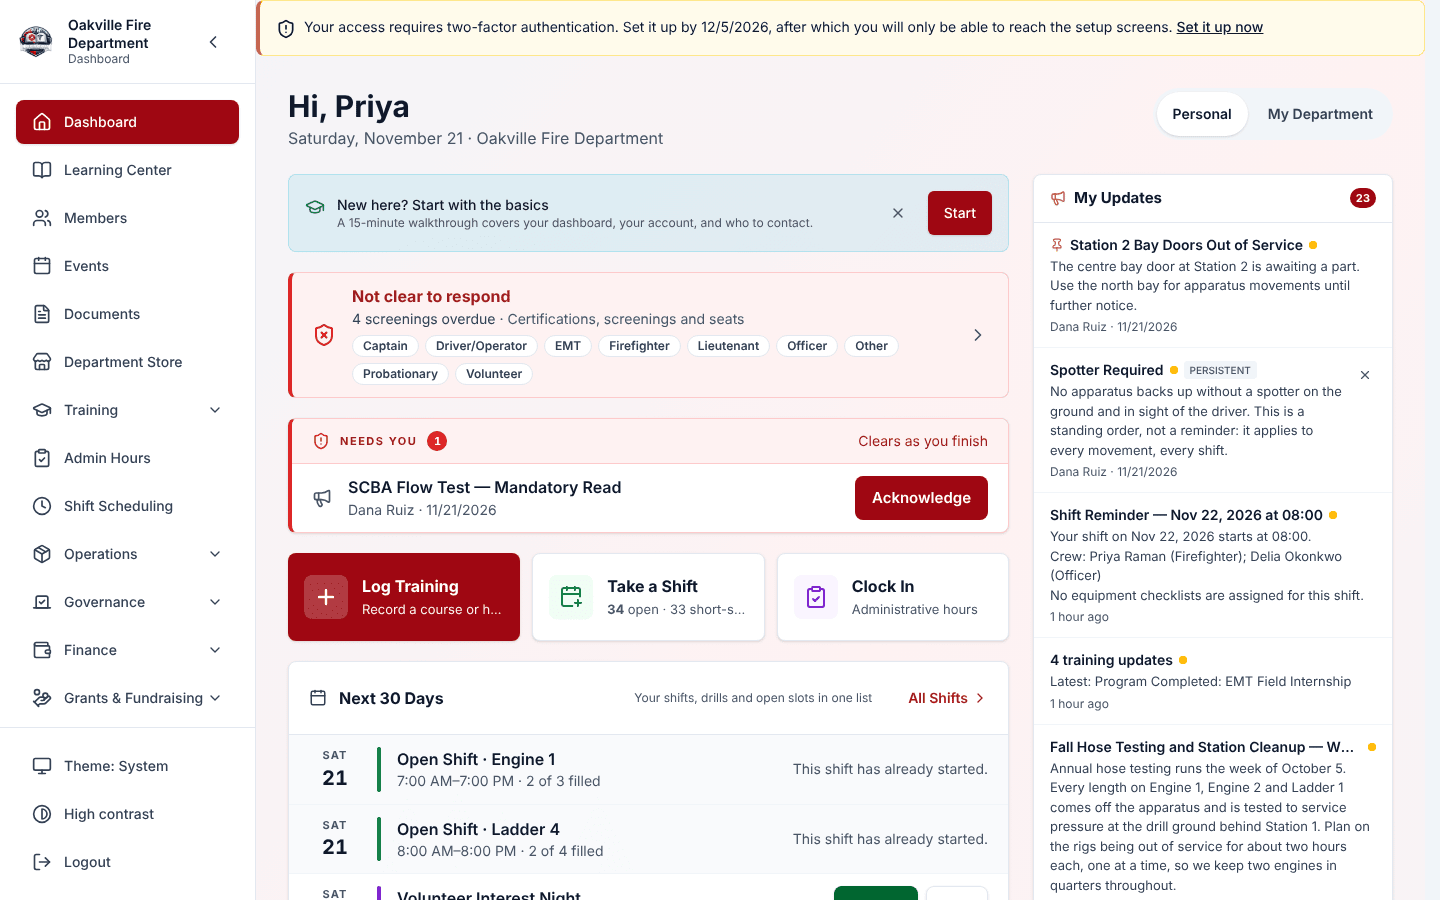 Oakville Fire
Department
Dashboard
Dashboard
Learning Center
Members
Events
Documents
Department Store
Training
Admin Hours
Shift Scheduling
Operations
Governance
Finance
Grants & Fundraising
Theme: System
High contrast
Logout
Your access requires two-factor authentication. Set it up by 12/5/2026, after which you will only be able to reach the setup screens. Set it up now
Hi, Priya
Saturday, November 21 · Oakville Fire Department
Personal
My Department
New here? Start with the basics
A 15-minute walkthrough covers your dashboard, your account, and who to contact.
Start
Not clear to respond
4 screenings overdue · Certifications, screenings and seats
Captain Driver/Operator EMT Firefighter Lieutenant Officer Other
Probationary Volunteer
NEEDS YOU 1
Clears as you finish
SCBA Flow Test — Mandatory Read
Dana Ruiz · 11/21/2026
Acknowledge
Log Training
Record a course or h...
Take a Shift
34 open · 33 short-s...
Clock In
Administrative hours
Next 30 Days
Your shifts, drills and open slots in one list
All Shifts
SAT
21
Open Shift · Engine 1
7:00 AM–7:00 PM · 2 of 3 filled
This shift has already started.
SAT
21
Open Shift · Ladder 4
8:00 AM–8:00 PM · 2 of 4 filled
This shift has already started.
SAT
Volunteer Interest Night
My Updates
23
Station 2 Bay Doors Out of Service
The centre bay door at Station 2 is awaiting a part.
Use the north bay for apparatus movements until
further notice.
Dana Ruiz · 11/21/2026
Spotter Required PERSISTENT
No apparatus backs up without a spotter on the
ground and in sight of the driver. This is a
standing order, not a reminder: it applies to
every movement, every shift.
Dana Ruiz · 11/21/2026
Shift Reminder — Nov 22, 2026 at 08:00
Your shift on Nov 22, 2026 starts at 08:00.
Crew: Priya Raman (Firefighter); Delia Okonkwo
(Officer)
No equipment checklists are assigned for this shift.
1 hour ago
4 training updates
Latest: Program Completed: EMT Field Internship
1 hour ago
Fall Hose Testing and Station Cleanup — W...
Annual hose testing runs the week of October 5.
Every length on Engine 1, Engine 2 and Ladder 1
comes off the apparatus and is tested to service
pressure at the drill ground behind Station 1. Plan on
the rigs being out of service for about two hours
each, one at a time, so we keep two engines in
quarters throughout.